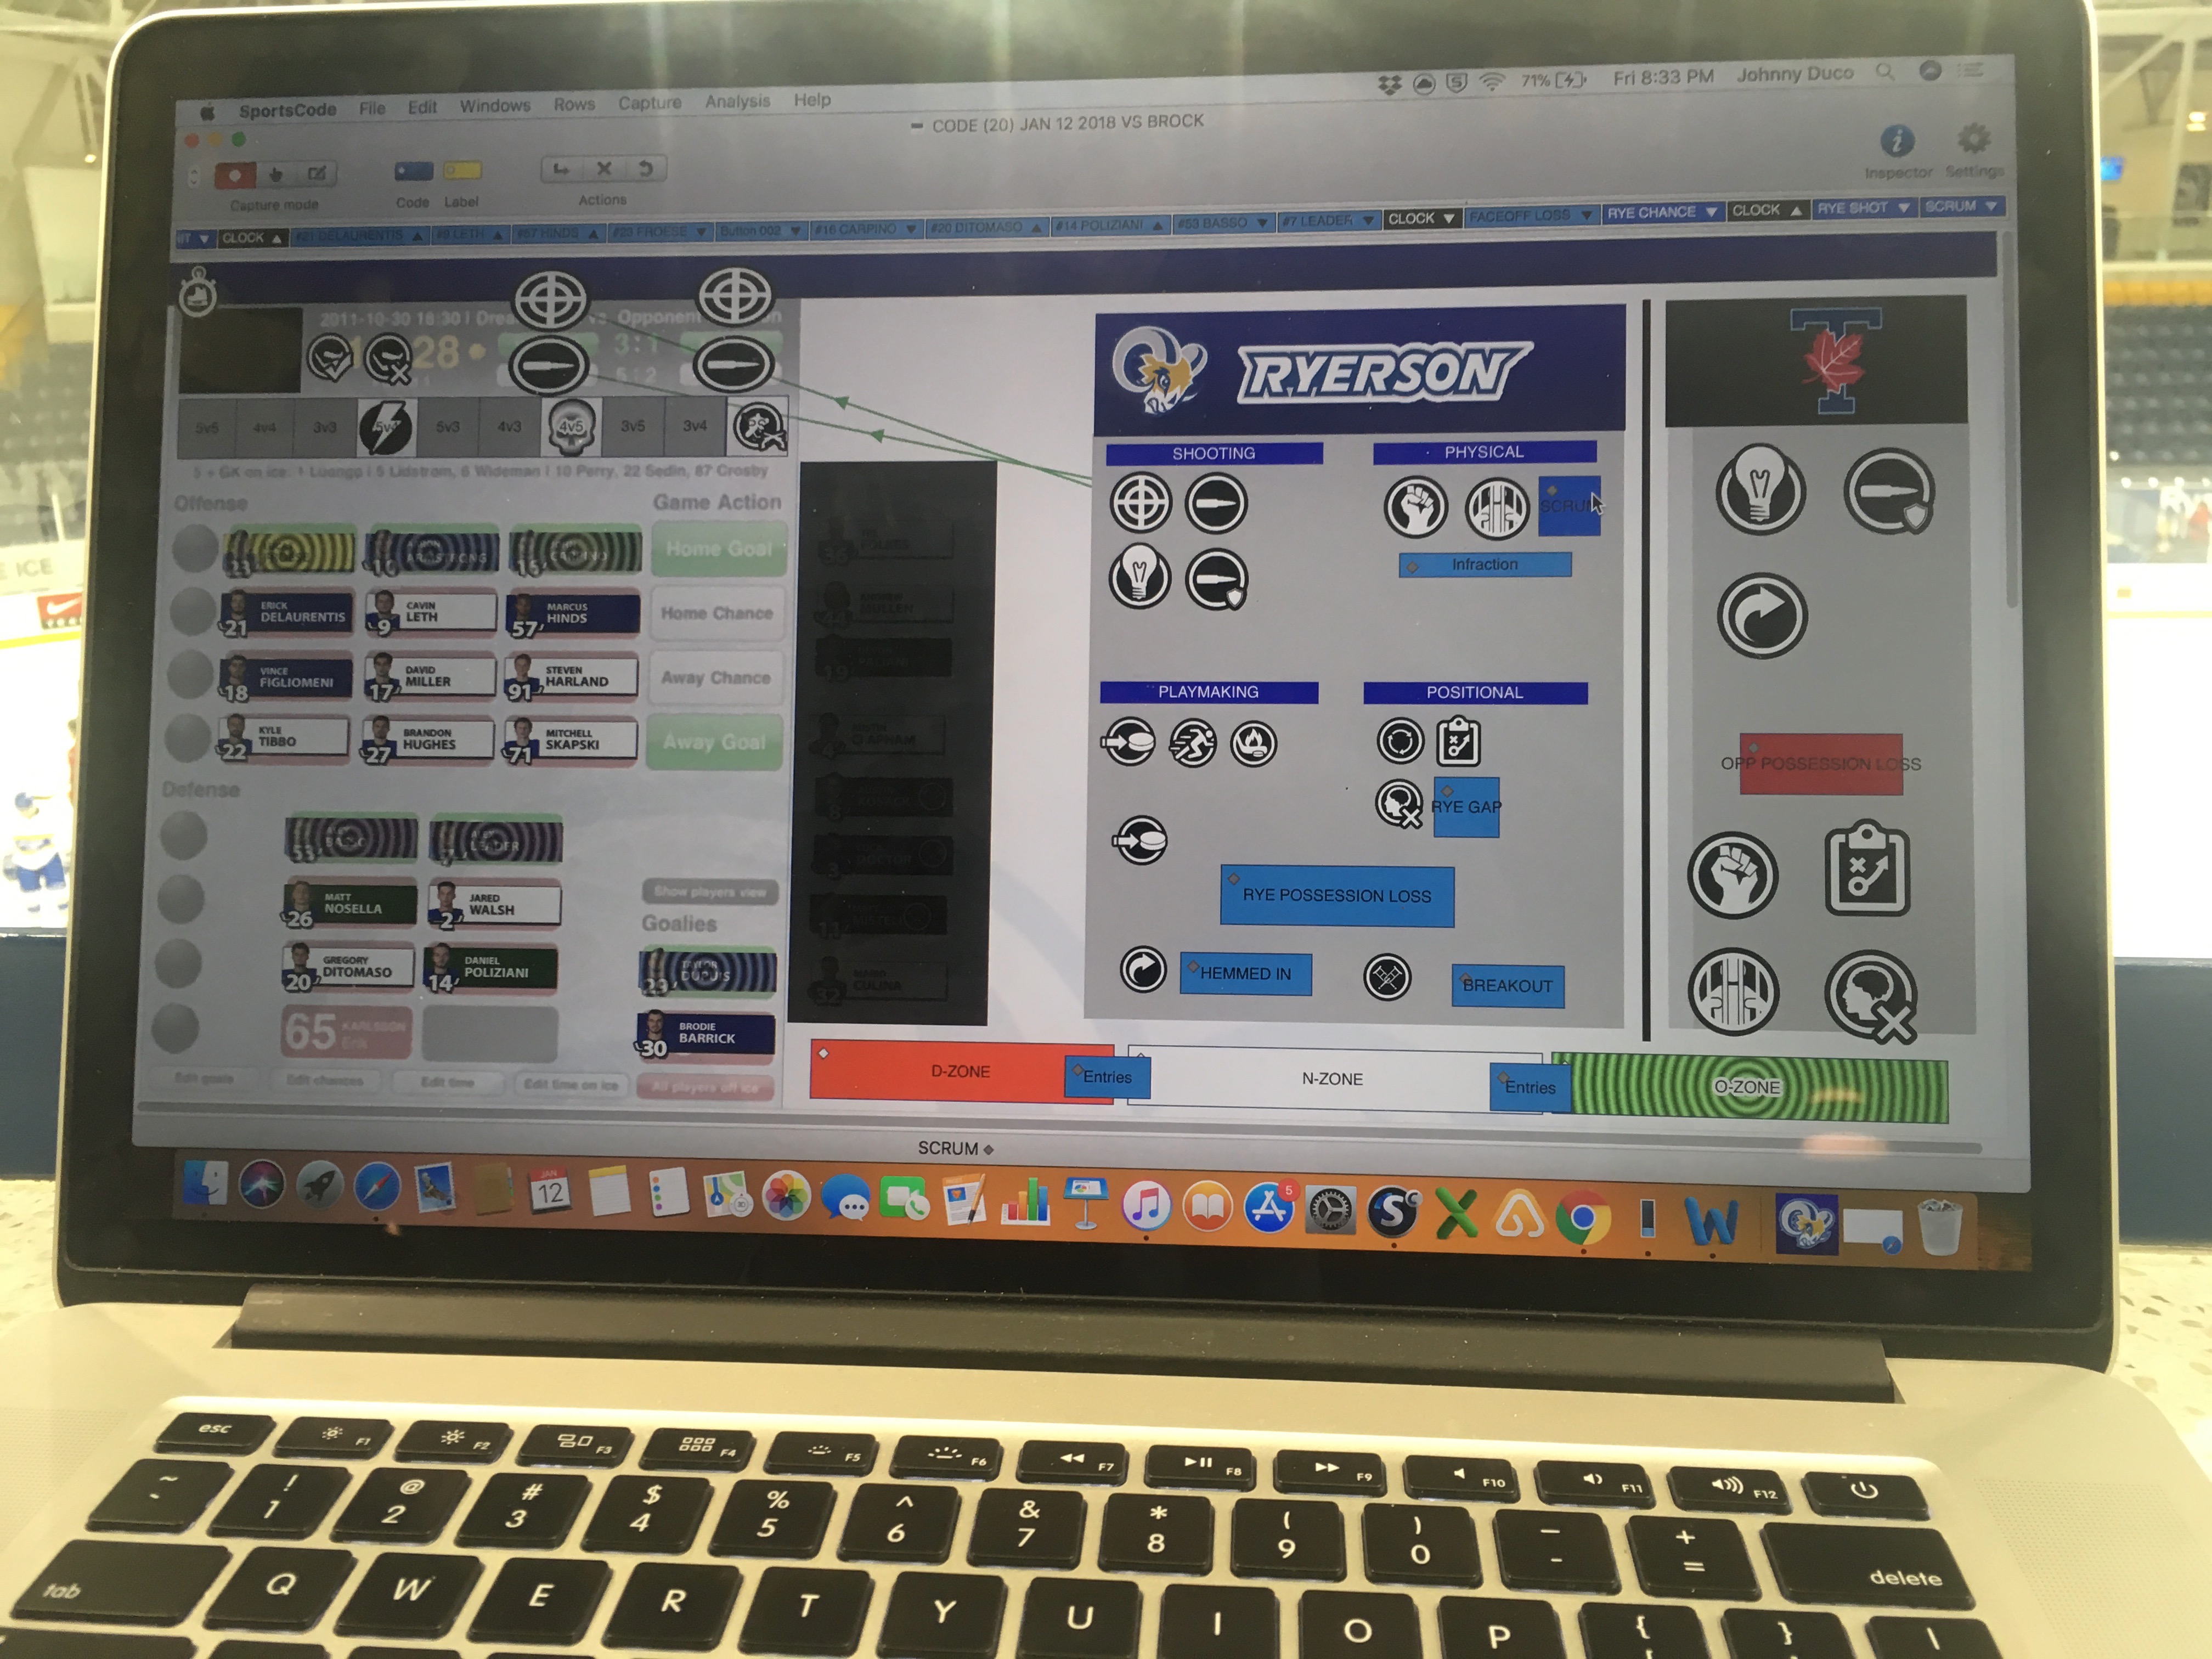 SportsCode File Edit Windows Rows Capture Analysis Help 71% Fri 8:33 PM Johnny Duco
CODE (20) JAN 12 2018 VS BROCK
Capture mode Code Label Actions Inspector Settings
CLOCK #21 DELAURENTIS #9 LETH #57 HINDS #23 FROESE Button 002 #16 CARPINO #20 DITOMASO #14 POLIZIANI #53 BASSO #7 LEADER CLOCK FACEOFF LOSS RYE CHANCE CLOCK RYE SHOT SCRUM
2011-10-30 16:30 | Opponent
28 3:1
5:2
5v5 4v4 3v3 5v4 5v3 4v3 4v5 3v5 3v4
5 + GK on ice: 1 Luongo | 5 Lidstrom, 6 Wideman | 10 Perry, 22 Sedin, 87 Crosby
Offense Game Action
Home Goal
21 ERICK DELAURENTIS 9 CAVIN LETH 57 MARCUS HINDS Home Chance
18 VINCE FIGLIOMENI 17 DAVID MILLER 91 STEVEN HARLAND Away Chance
22 KYLE TIBBO 27 BRANDON HUGHES 71 MITCHELL SKAPSKI Away Goal
Defense
53 7 LEADER
26 MATT NOSELLA 2 JARED WALSH
Show players view
Goalies
20 GREGORY DITOMASO 14 DANIEL POLIZIANI TAYLOR DUPUIS
65 KARLSSON Erik 30 BRODIE BARRICK
Edit goals Edit chances Edit time Edit time on ice All players off ice
CLAPHAM
CULINA
RYERSON
T
SHOOTING PHYSICAL
SCRUM
Infraction
PLAYMAKING POSITIONAL
RYE GAP
RYE POSSESSION LOSS
HEMMED IN BREAKOUT
OPP POSSESSION LOSS
D-ZONE Entries N-ZONE Entries O-ZONE
SCRUM
JAN
12
5
ICE
esc F1 F2 F3 F4 F5 F6 F7 F8 F9 F10 F11 F12
~ ! @ # $ % ^ & * ( ) — +
1 2 3 4 5 6 7 8 9 0 - = delete
tab Q W E R T Y U I O P { }